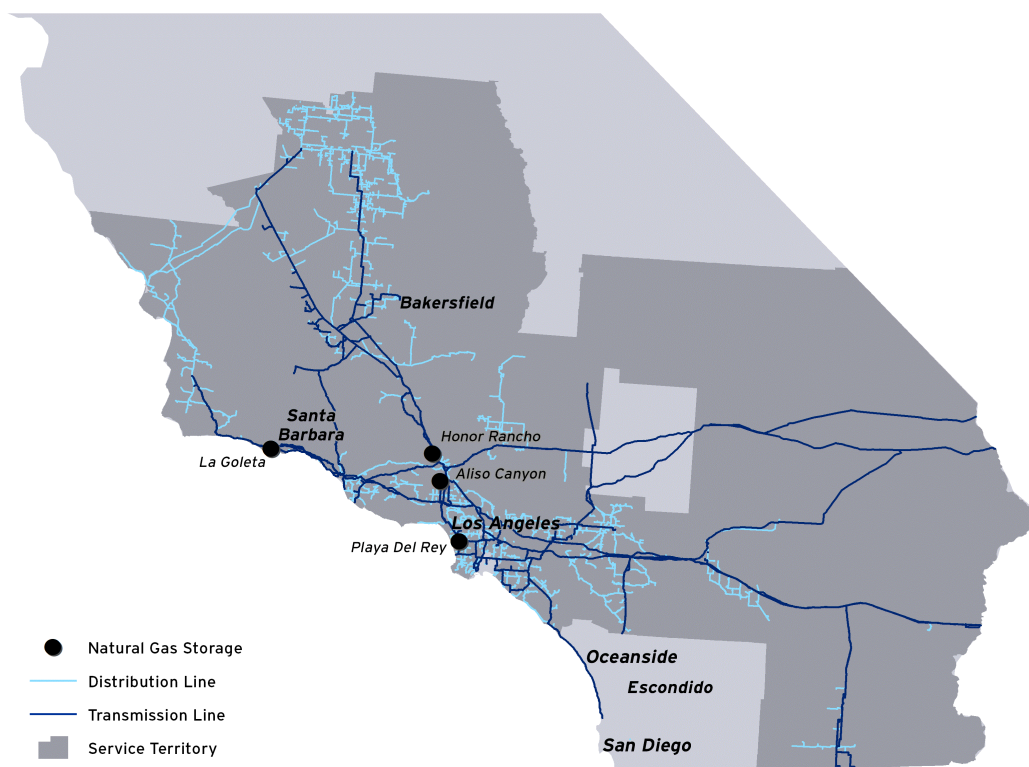 Bakersfield
Santa
Barbara
Honor Rancho
La Goleta
Aliso Canyon
Los Angeles
Playa Del Rey
Natural Gas Storage
Distribution Line
Transmission Line
Service Territory
Oceanside
Escondido
San Diego